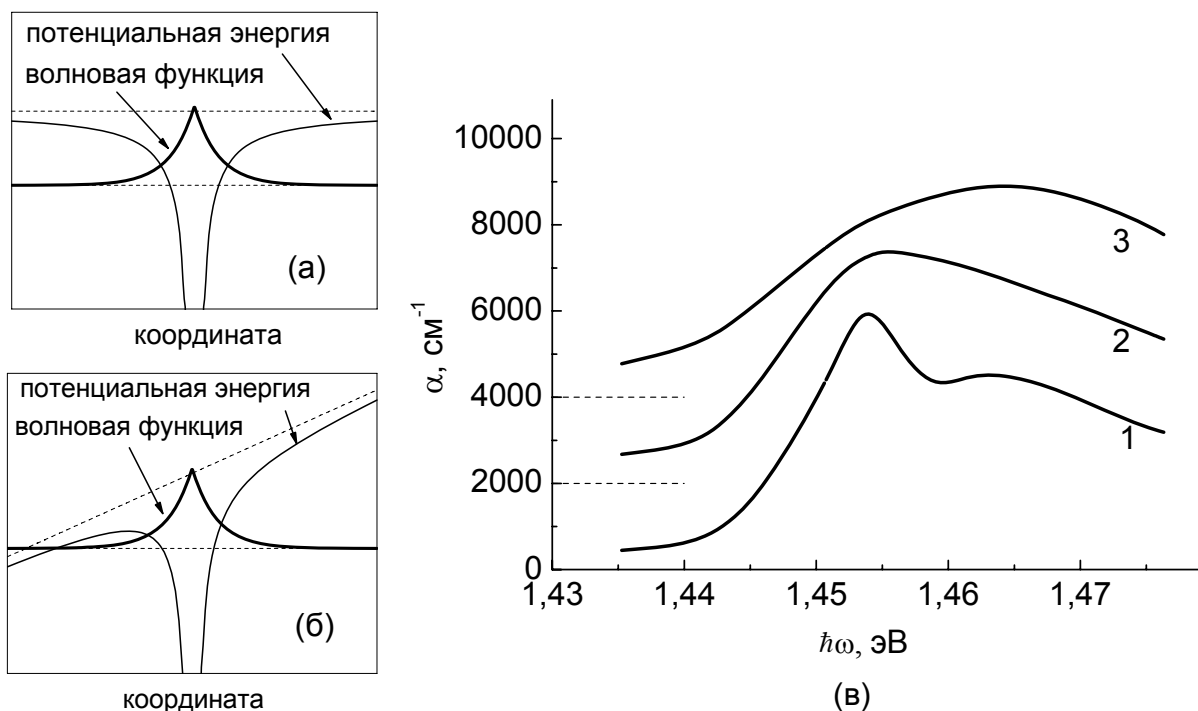 потенциальная энергия
волновая функция
(а)
координата
потенциальная энергия
волновая функция
(б)
координата
α, см-1
10000
8000
6000
4000
2000
0
1,43
1,44
1,45
1,46
1,47
3
2
1
ħω, эВ
(в)